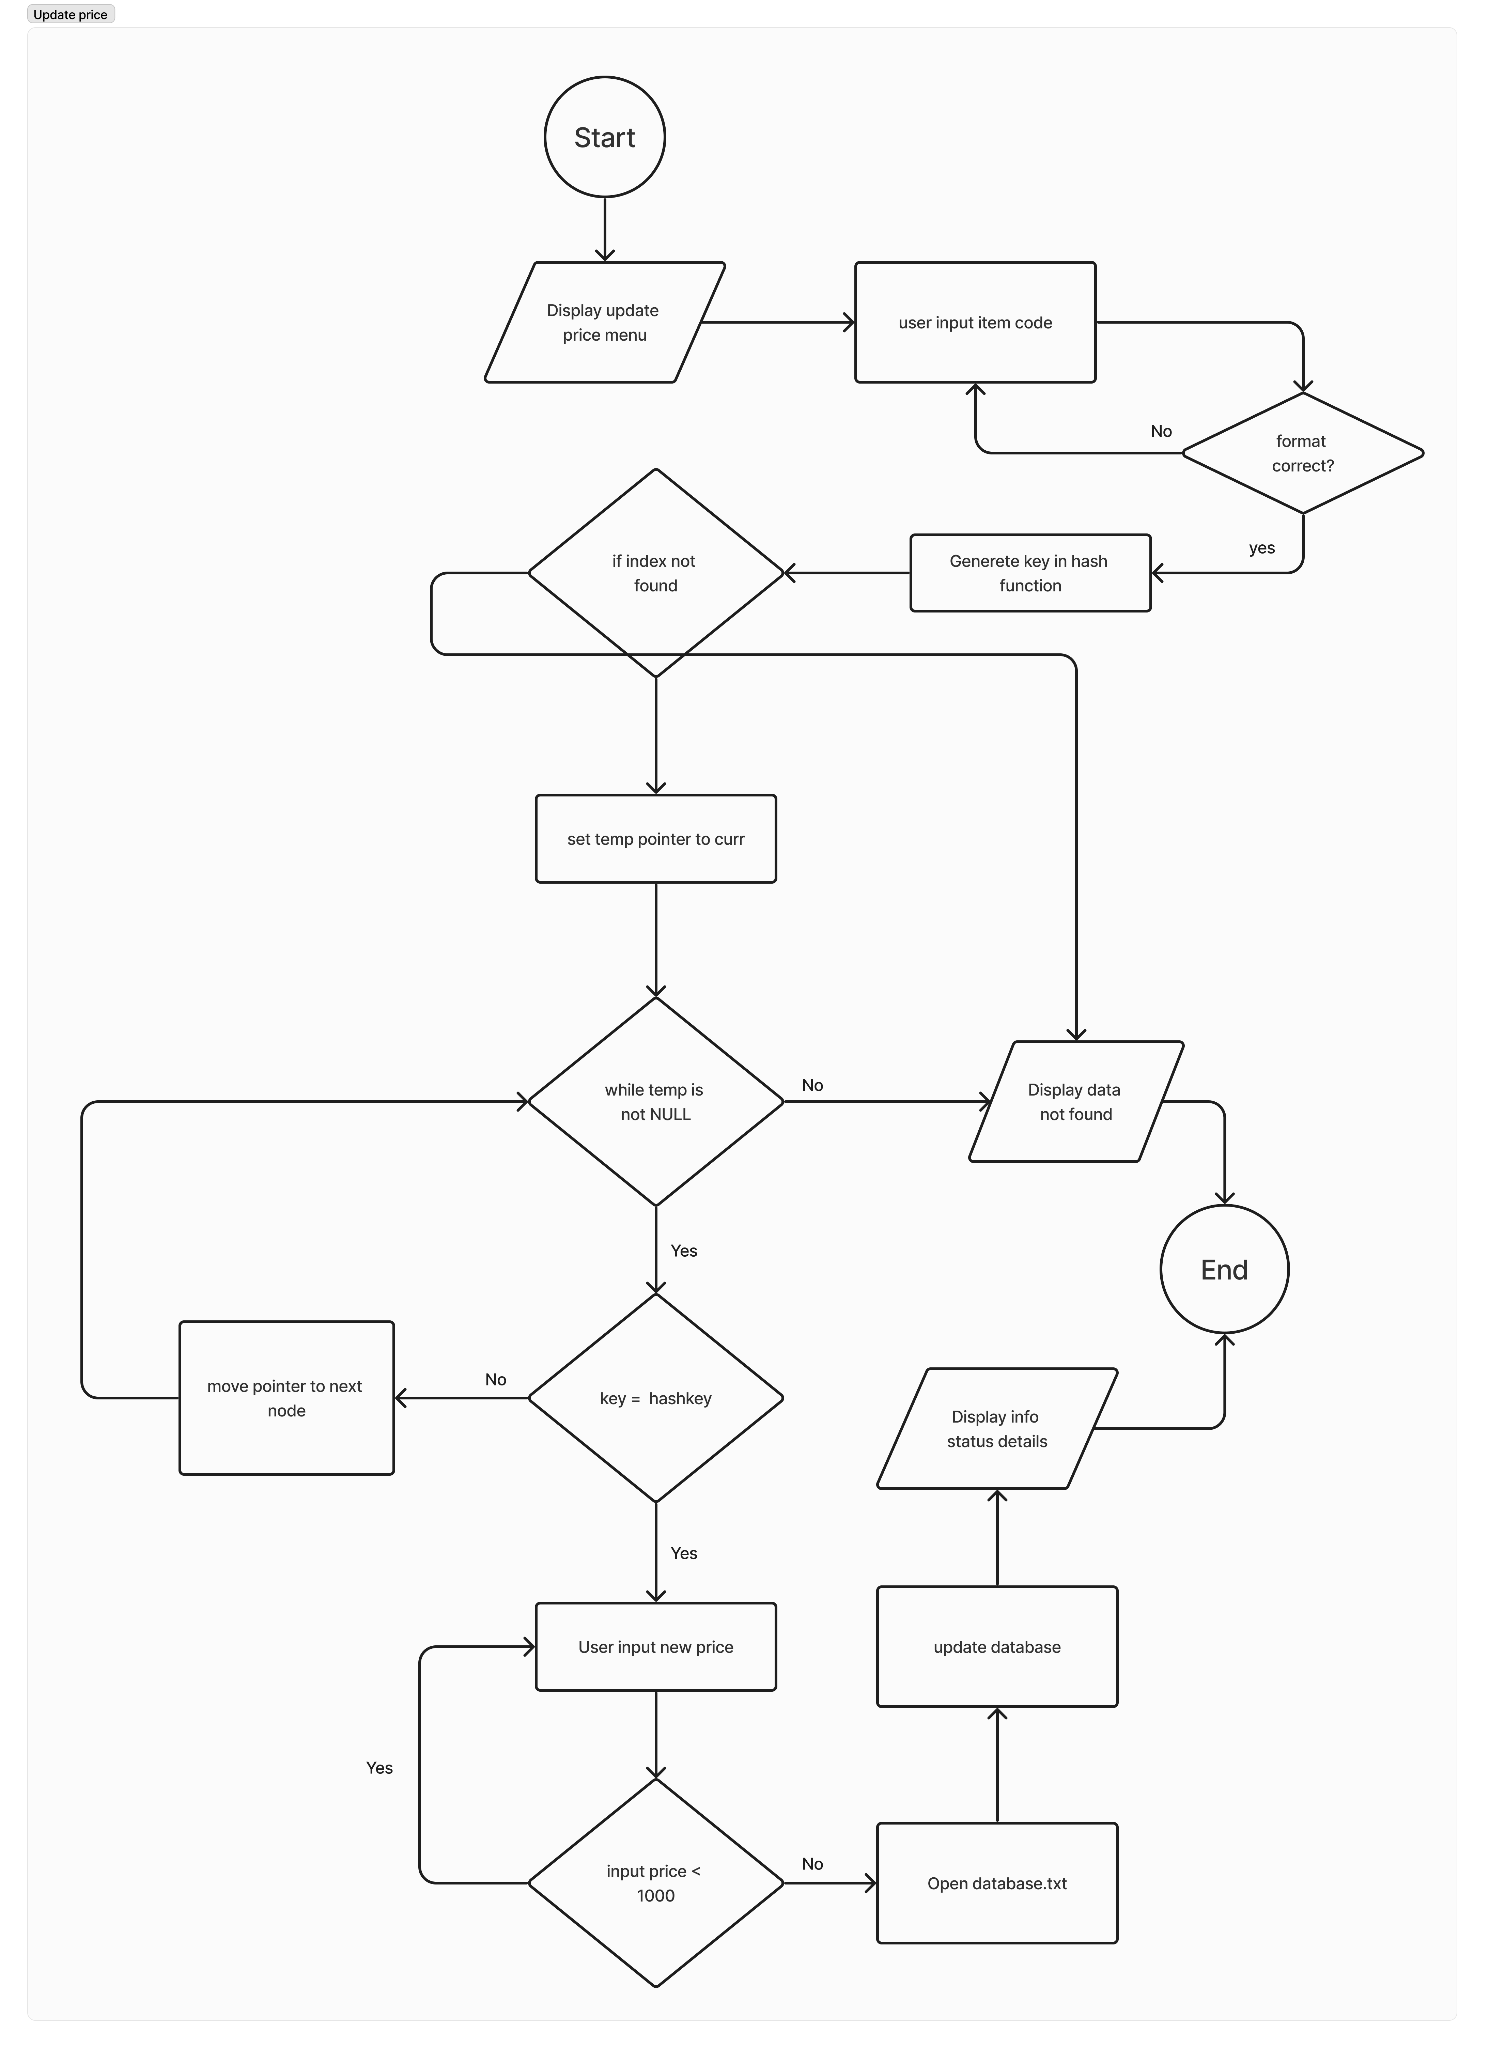 Update price
Start
Display update
price menu
user input item code
No
format
correct?
yes
Generete key in hash
function
if index not
found
set temp pointer to curr
while temp is
not NULL
No
Display data
not found
Yes
End
key =  hashkey
No
move pointer to next
node
Display info
status details
Yes
User input new price
update database
Yes
input price <
1000
No
Open database.txt